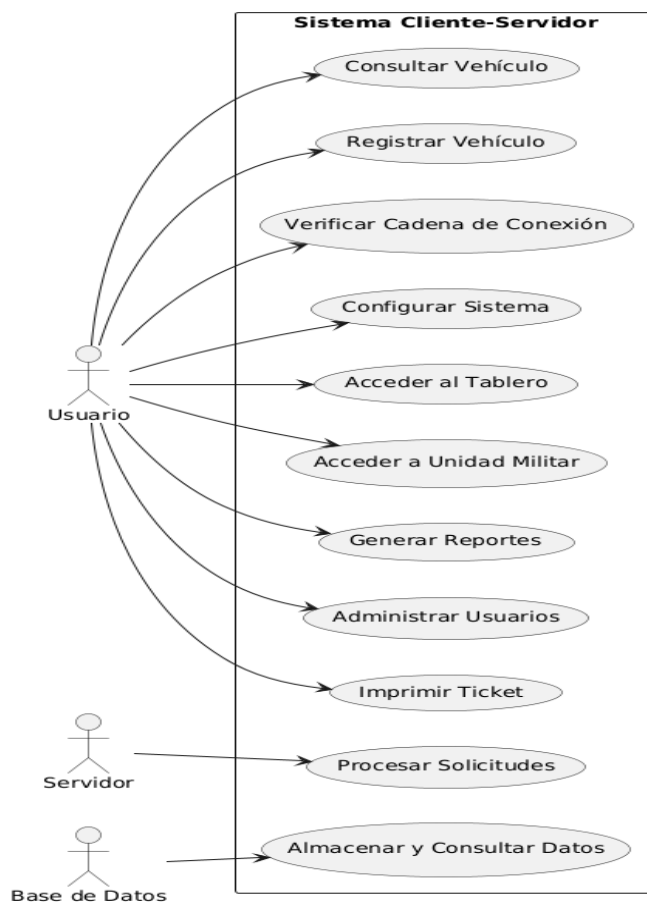 Sistema Cliente-Servidor
Consultar Vehículo
Registrar Vehículo
Verificar Cadena de Conexión
Configurar Sistema
Acceder al Tablero
Usuario
Acceder a Unidad Militar
Generar Reportes
Administrar Usuarios
Imprimir Ticket
Procesar Solicitudes
Servidor
Almacenar y Consultar Datos
Base de Datos